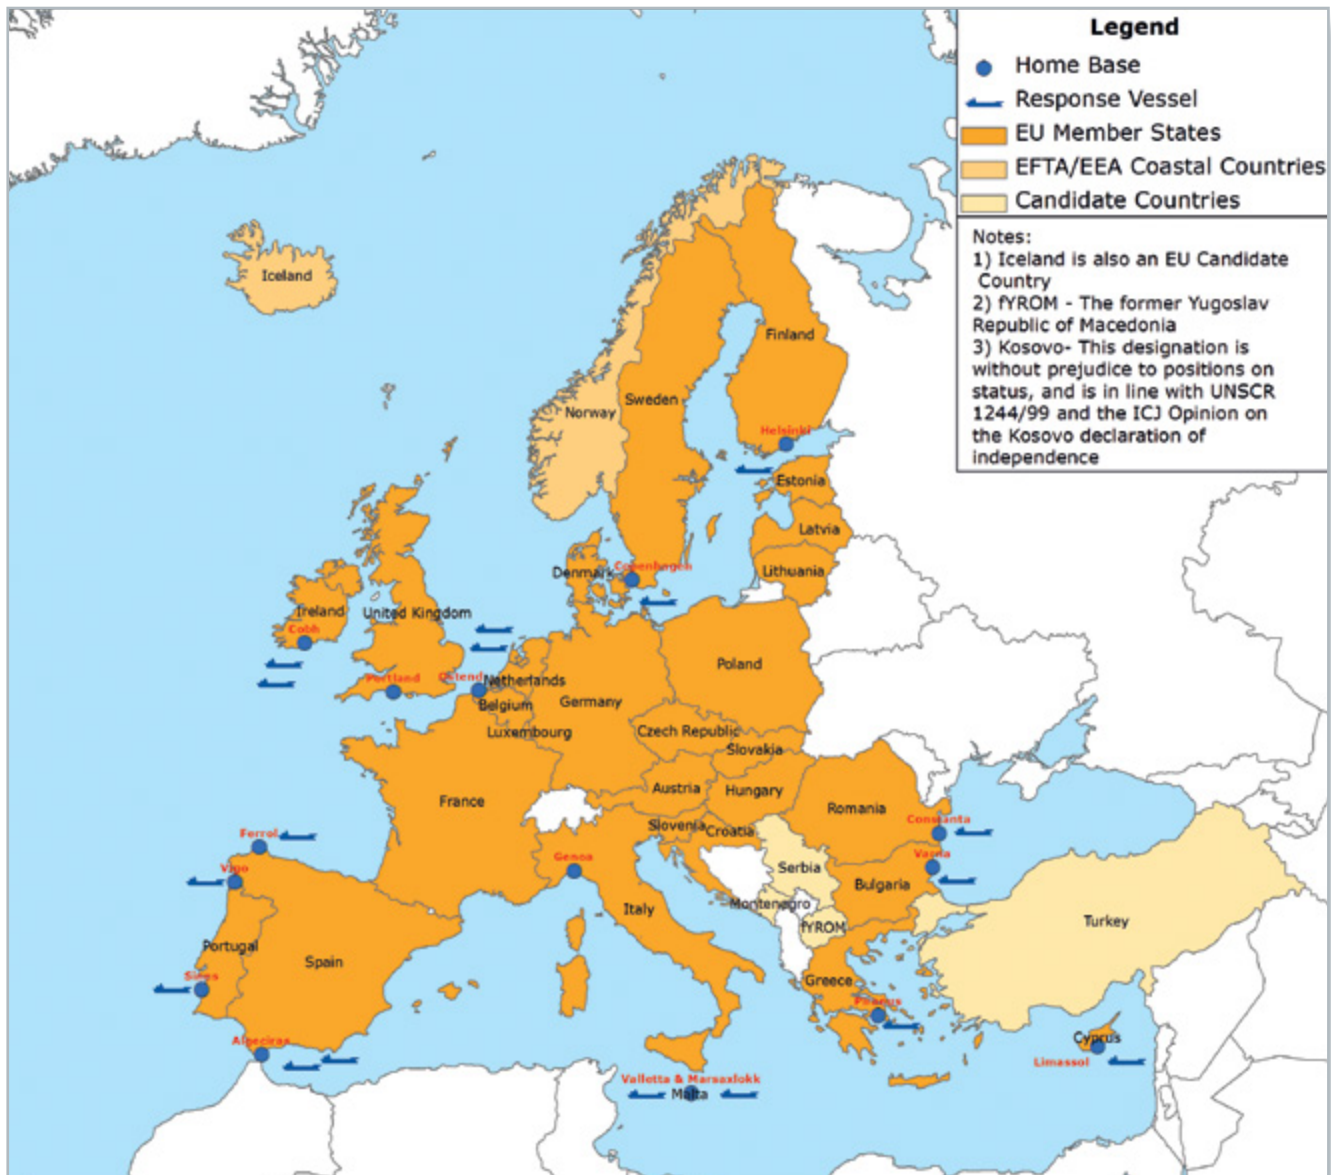 Legend
Home Base
Response Vessel
EU Member States
EFTA/EEA Coastal Countries
Candidate Countries
Notes:
1) Iceland is also an EU Candidate
Country
2) fYROM - The former Yugoslav
Republic of Macedonia
3) Kosovo- This designation is
without prejudice to positions on
status, and is in line with UNSCR
1244/99 and the ICJ Opinion on
the Kosovo declaration of
independence
Iceland
Finland
Sweden
Norway
Helsinki
Estonia
Latvia
Lithuania
Denmark
Copenhagen
Ireland
United Kingdom
Cobh
Portland
Ostend
Netherlands
Poland
Germany
Belgium
Luxembourg
Czech Republic
Slovakia
Austria
Hungary
France
Romania
Slovenia
Croatia
Constanta
Ferrol
Genoa
Varna
Vigo
Serbia
Bulgaria
Montenegro
Italy
fYROM
Turkey
Portugal
Spain
Sines
Greece
Piraeus
Algeciras
Cyprus
Limassol
Valletta & Marsaxlokk
Malta